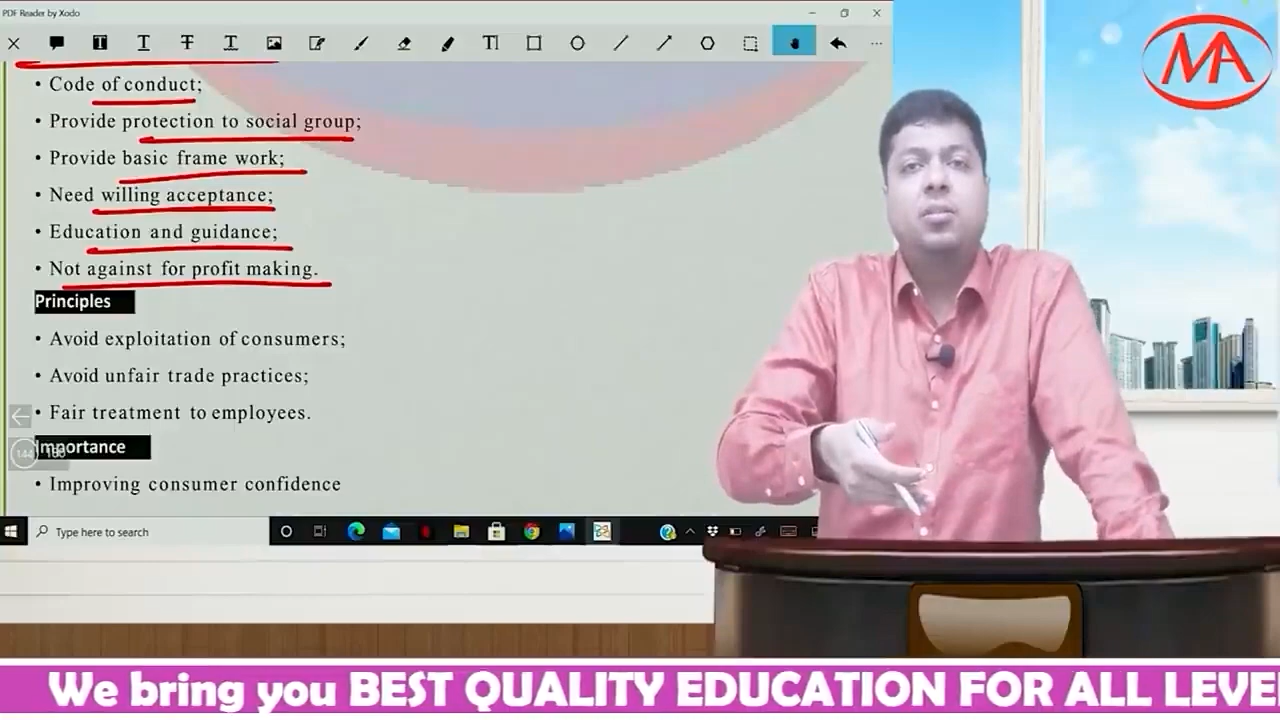 PDF Reader by Xodo
MA
• Code of conduct;
• Provide protection to social group;
• Provide basic frame work;
• Need willing acceptance;
• Education and guidance;
• Not against for profit making.
Principles
• Avoid exploitation of consumers;
• Avoid unfair trade practices;
• Fair treatment to employees.
Importance
• Improving consumer confidence
144
Type here to search
We bring you BEST QUALITY EDUCATION FOR ALL LEVE